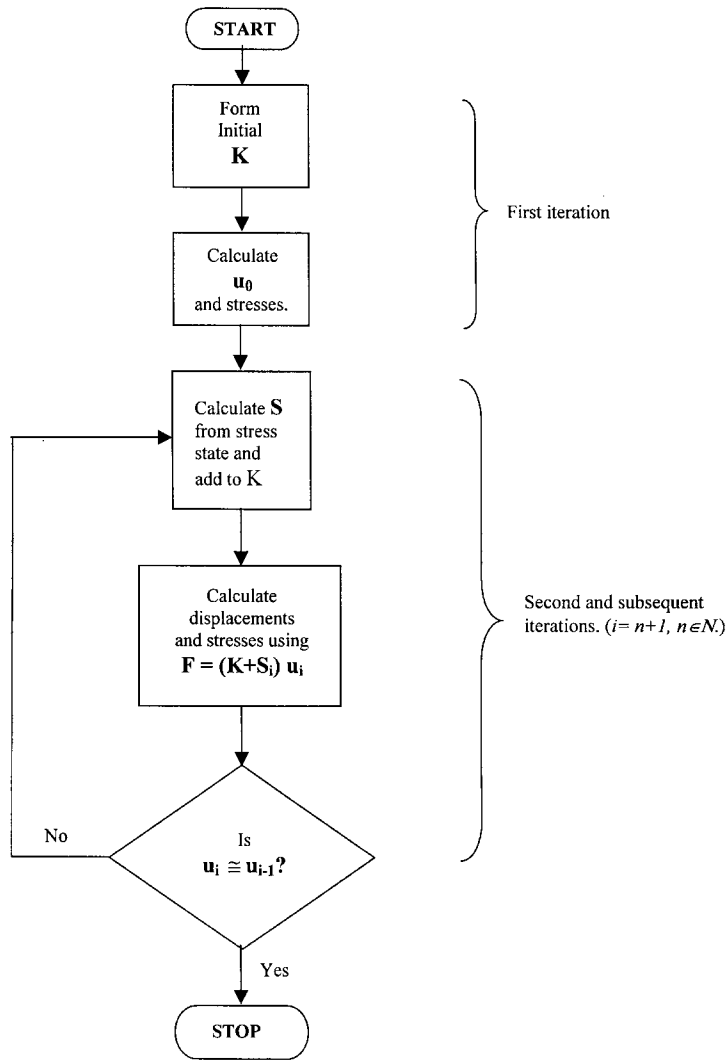 START
Form
Initial
K
First iteration
Calculate
u₀
and stresses.
Calculate S
from stress
state and
add to K
Calculate
displacements
and stresses using
F = (K+Sᵢ) uᵢ
Second and subsequent
iterations. (i= n+1, n∈N.)
No
Is
uᵢ ≅ uᵢ₋₁?
Yes
STOP